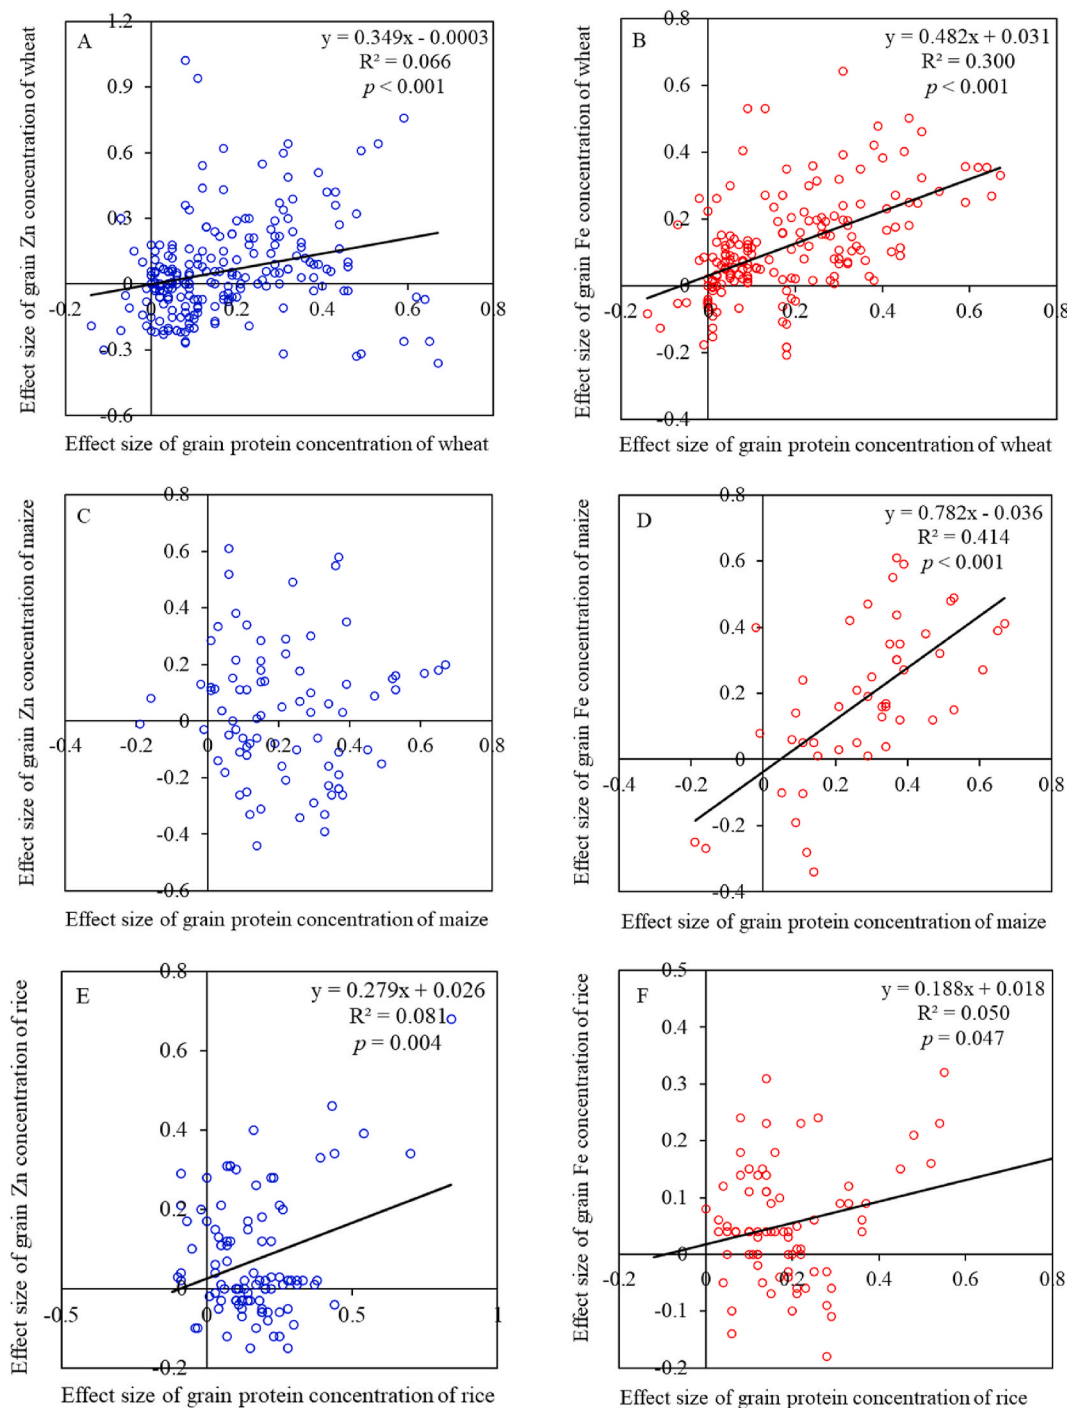 A
y = 0.349x - 0.0003
R² = 0.066
p < 0.001
1.2
0.9
0.6
0.3
0
-0.3
-0.6
-0.2
0
0.2
0.4
0.6
0.8
Effect size of grain Zn concentration of wheat
Effect size of grain protein concentration of wheat
B
y = 0.482x + 0.031
R² = 0.300
p < 0.001
0.8
0.6
0.4
0.2
0
-0.2
-0.4
-0.2
0
0.2
0.4
0.6
0.8
Effect size of grain Fe concentration of wheat
Effect size of grain protein concentration of wheat
C
0.8
0.6
0.4
0.2
0
-0.2
-0.4
-0.6
-0.4
-0.2
0
0.2
0.4
0.6
0.8
Effect size of grain Zn concentration of maize
Effect size of grain protein concentration of maize
D
y = 0.782x - 0.036
R² = 0.414
p < 0.001
0.8
0.6
0.4
0.2
0
-0.2
-0.4
-0.4
-0.2
0
0.2
0.4
0.6
0.8
Effect size of grain Fe concentration of maize
Effect size of grain protein concentration of maize
E
y = 0.279x + 0.026
R² = 0.081
p = 0.004
0.8
0.6
0.4
0.2
0
-0.2
-0.5
0
0.5
1
Effect size of grain Zn concentration of rice
Effect size of grain protein concentration of rice
F
y = 0.188x + 0.018
R² = 0.050
p = 0.047
0.5
0.4
0.3
0.2
0.1
0
-0.1
-0.2
-0.2
0
0.2
0.4
0.6
0.8
Effect size of grain Fe concentration of rice
Effect size of grain protein concentration of rice